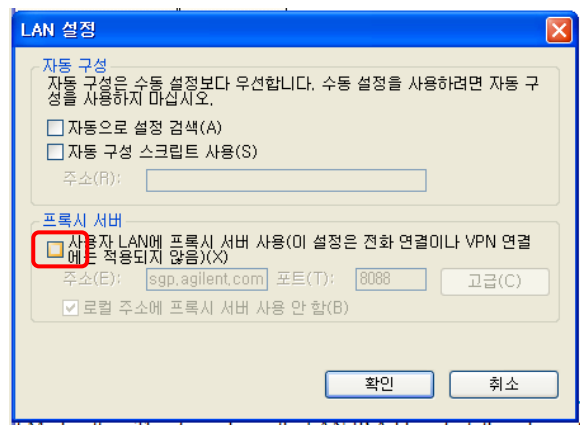 LAN 설정
자동 구성
자동 구성은 수동 설정보다 우선합니다. 수동 설정을 사용하려면 자동 구
성을 사용하지 마십시오.
자동으로 설정 검색(A)
자동 구성 스크립트 사용(S)
주소(R):
프록시 서버
사용자 LAN에 프록시 서버 사용(이 설정은 전화 연결이나 VPN 연결
에는 적용되지 않음)(X)
주소(E): sgp.agilent.com 포트(T): 8088 고급(C)
로컬 주소에 프록시 서버 사용 안 함(B)
확인 취소